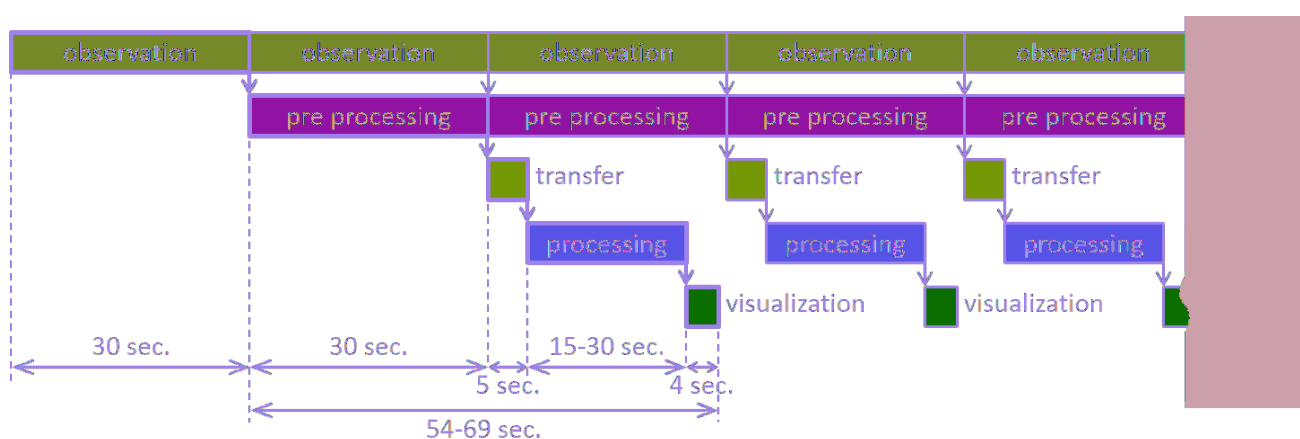 observation observation observation observation observation
pre processing pre processing pre processing pre processing
transfer transfer transfer
processing processing processing
visualization visualization
30 sec. 30 sec. 15-30 sec.
5 sec. 4 sec.
54-69 sec.